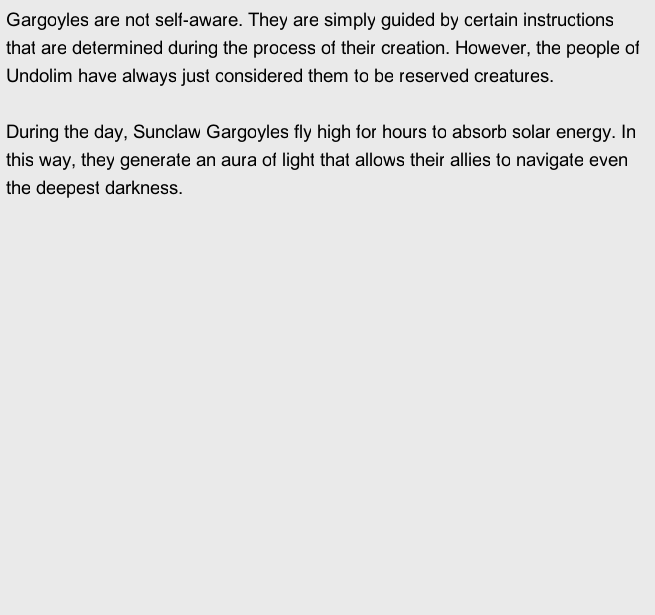 Gargoyles are not self-aware. They are simply guided by certain instructions
that are determined during the process of their creation. However, the people of
Undolim have always just considered them to be reserved creatures.
During the day, Sunclaw Gargoyles fly high for hours to absorb solar energy. In
this way, they generate an aura of light that allows their allies to navigate even
the deepest darkness.